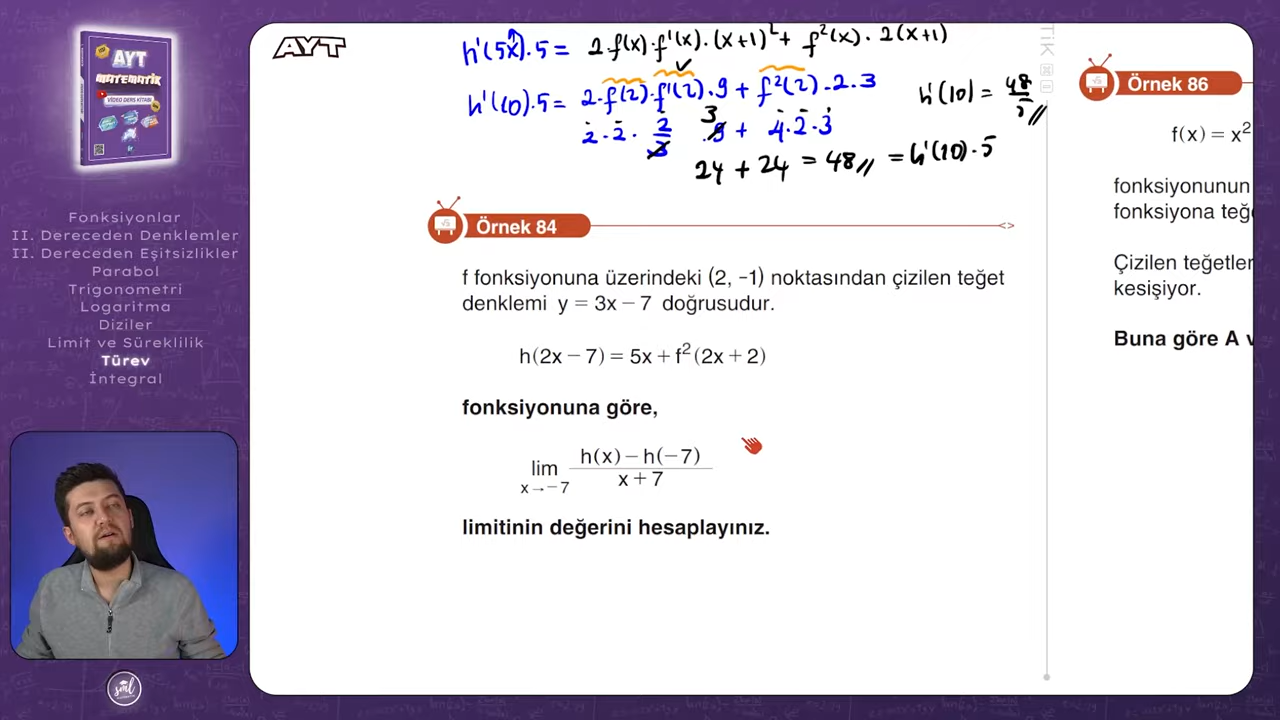 AYT
MATEMATİK
VİDEO DERS KİTABI
Fonksiyonlar
II. Dereceden Denklemler
II. Dereceden Eşitsizlikler
Parabol
Trigonometri
Logaritma
Diziler
Limit ve Süreklilik
Türev
İntegral
sml
AYT
h'(5x).5 = 2.f(x).f'(x).(x+1)² + f²(x).2(x+1)
h'(10).5 = 2.f(2).f'(2).9 + f²(2).2.3
2.2.2/3 .9 3 + 4.2.3
24 + 24 = 48 // = h'(10).5
h'(10) = 48/5 //
Örnek 84
f fonksiyonuna üzerindeki (2, −1) noktasından çizilen teğet
denklemi y = 3x − 7 doğrusudur.
h(2x − 7) = 5x + f²(2x + 2)
fonksiyonuna göre,
lim x→−7 h(x) − h(−7) / x + 7
limitinin değerini hesaplayınız.
Örnek 86
f(x) = x²
fonksiyonunun
fonksiyona teğe
Çizilen teğetler
kesişiyor.
Buna göre A v